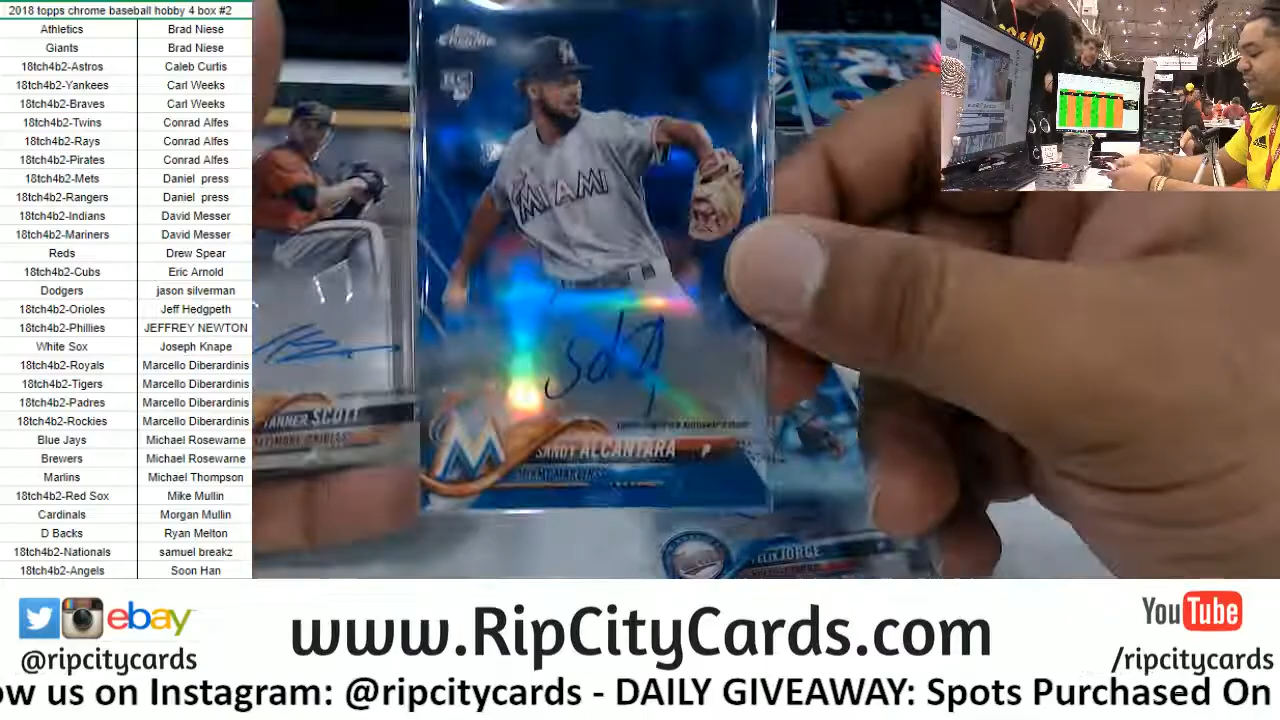 2018 topps chrome baseball hobby 4 box #2
Athletics Brad Niese
Giants Brad Niese
18tch4b2-Astros Caleb Curtis
18tch4b2-Yankees Carl Weeks
18tch4b2-Braves Carl Weeks
18tch4b2-Twins Conrad Alfes
18tch4b2-Rays Conrad Alfes
18tch4b2-Pirates Conrad Alfes
18tch4b2-Mets Daniel press
18tch4b2-Rangers Daniel press
18tch4b2-Indians David Messer
18tch4b2-Mariners David Messer
Reds Drew Spear
18tch4b2-Cubs Eric Arnold
Dodgers jason silverman
18tch4b2-Orioles Jeff Hedgpeth
18tch4b2-Phillies JEFFREY NEWTON
White Sox Joseph Knape
18tch4b2-Royals Marcello Diberardinis
18tch4b2-Tigers Marcello Diberardinis
18tch4b2-Padres Marcello Diberardinis
18tch4b2-Rockies Marcello Diberardinis
Blue Jays Michael Rosewarne
Brewers Michael Rosewarne
Marlins Michael Thompson
18tch4b2-Red Sox Mike Mullin
Cardinals Morgan Mullin
D Backs Ryan Melton
18tch4b2-Nationals samuel breakz
18tch4b2-Angels Soon Han
Chrome
RC
MIAMI
SANDY ALCANTARA P
MIAMI MARLINS
TANNER SCOTT
FELIX JORGE
ebay
@ripcitycards
www.RipCityCards.com
YouTube
/ripcitycards
ow us on Instagram: @ripcitycards - DAILY GIVEAWAY: Spots Purchased On